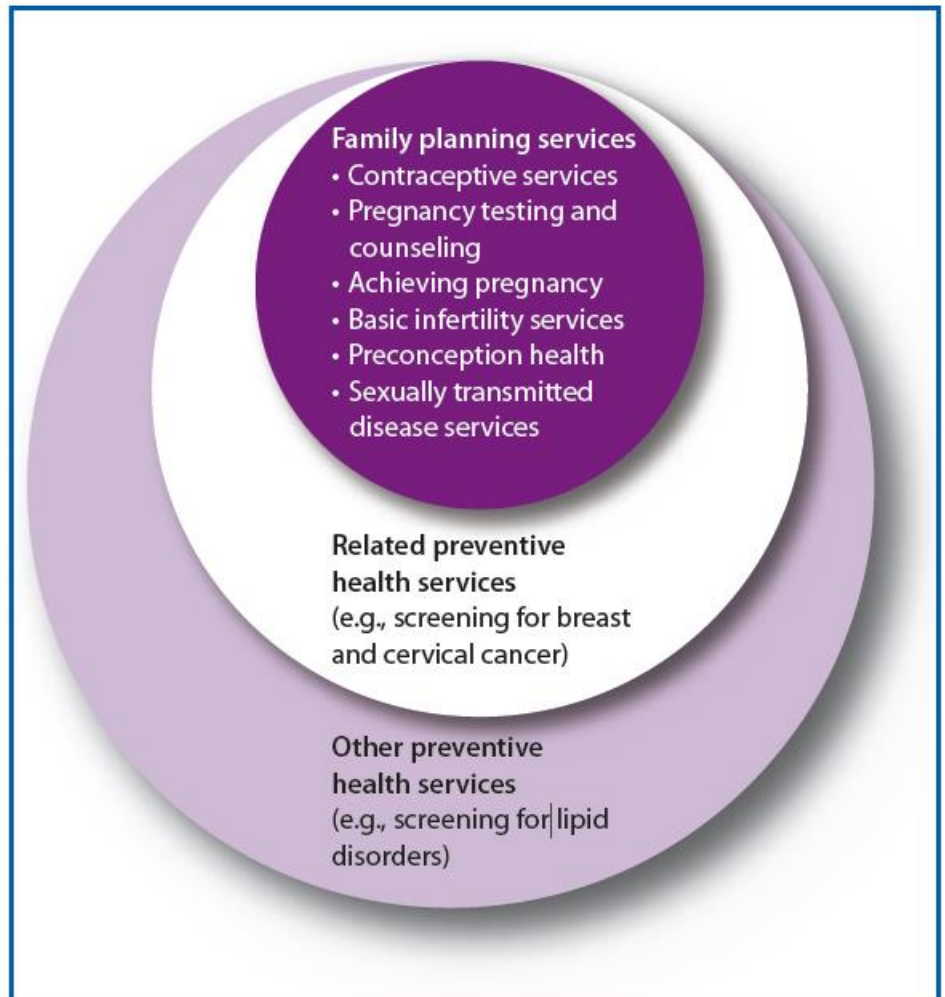 Family planning services
• Contraceptive services
• Pregnancy testing and
counseling
• Achieving pregnancy
• Basic infertility services
• Preconception health
• Sexually transmitted
disease services
Related preventive
health services
(e.g., screening for breast
and cervical cancer)
Other preventive
health services
(e.g., screening for lipid
disorders)